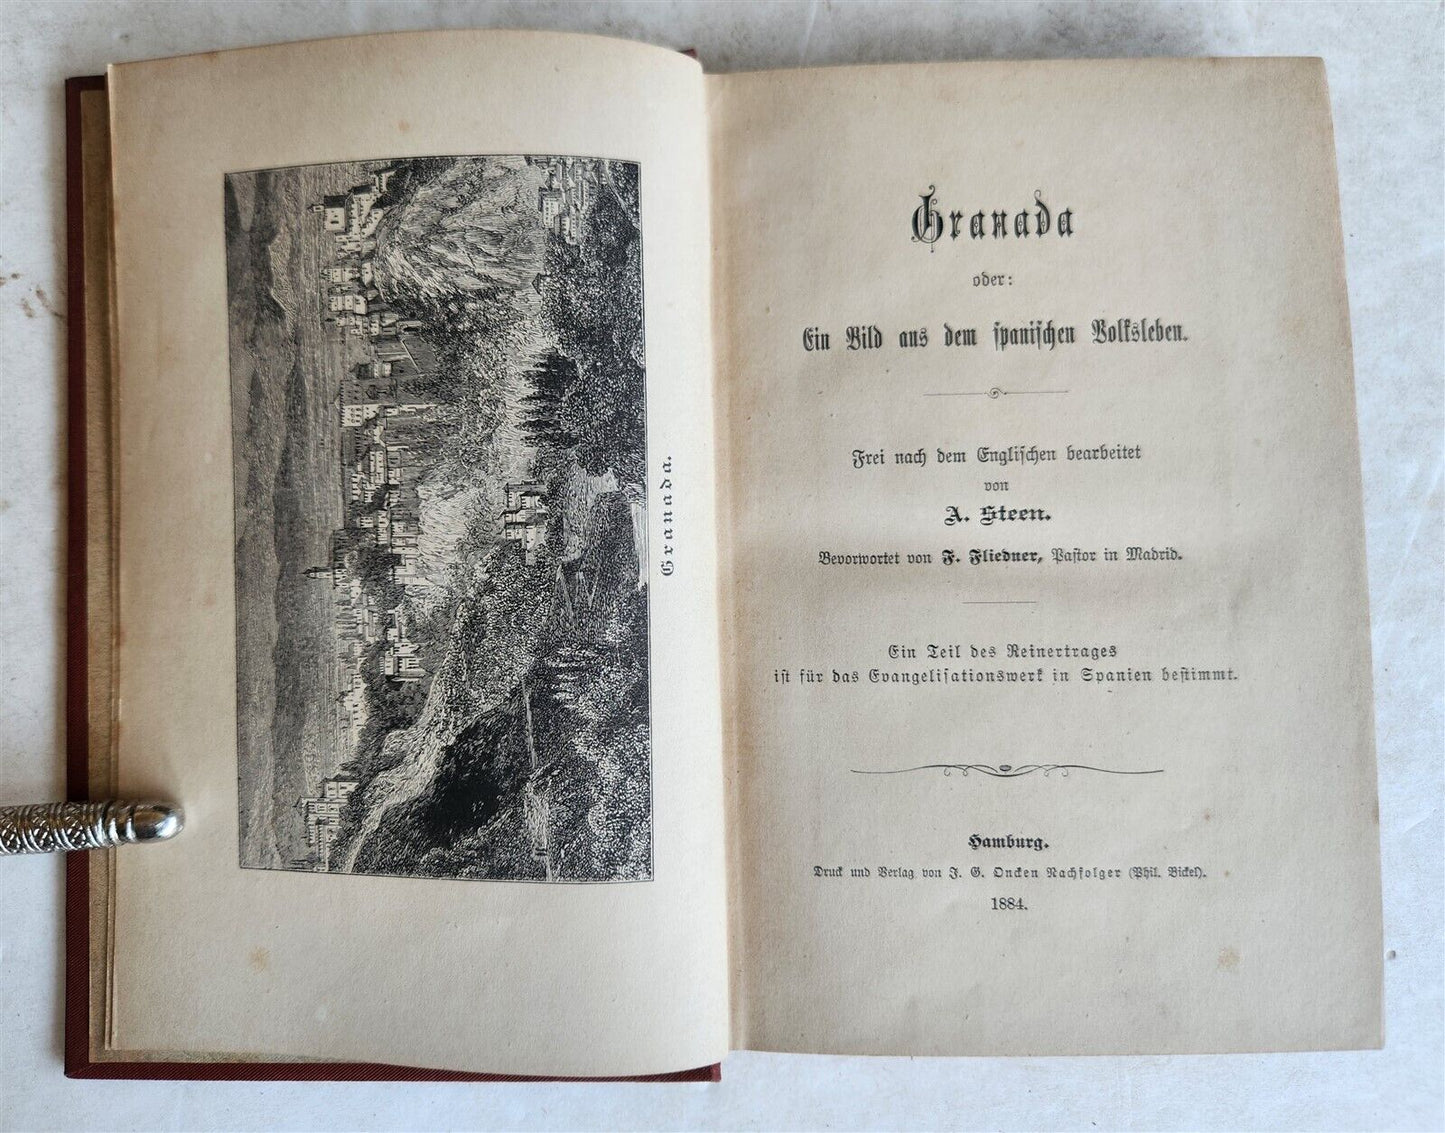 Granada.
Granada
oder:
Ein Bild aus dem spanischen Volksleben.
Frei nach dem Englischen bearbeitet
von
A. Steen.
Bevorwortet von F. Fliedner, Pastor in Madrid.
Ein Teil des Reinertrages
ist für das Evangelisationswerk in Spanien bestimmt.
Hamburg.
Druck und Verlag von J. G. Oncken Nachfolger (Phil. Bickel).
1884.